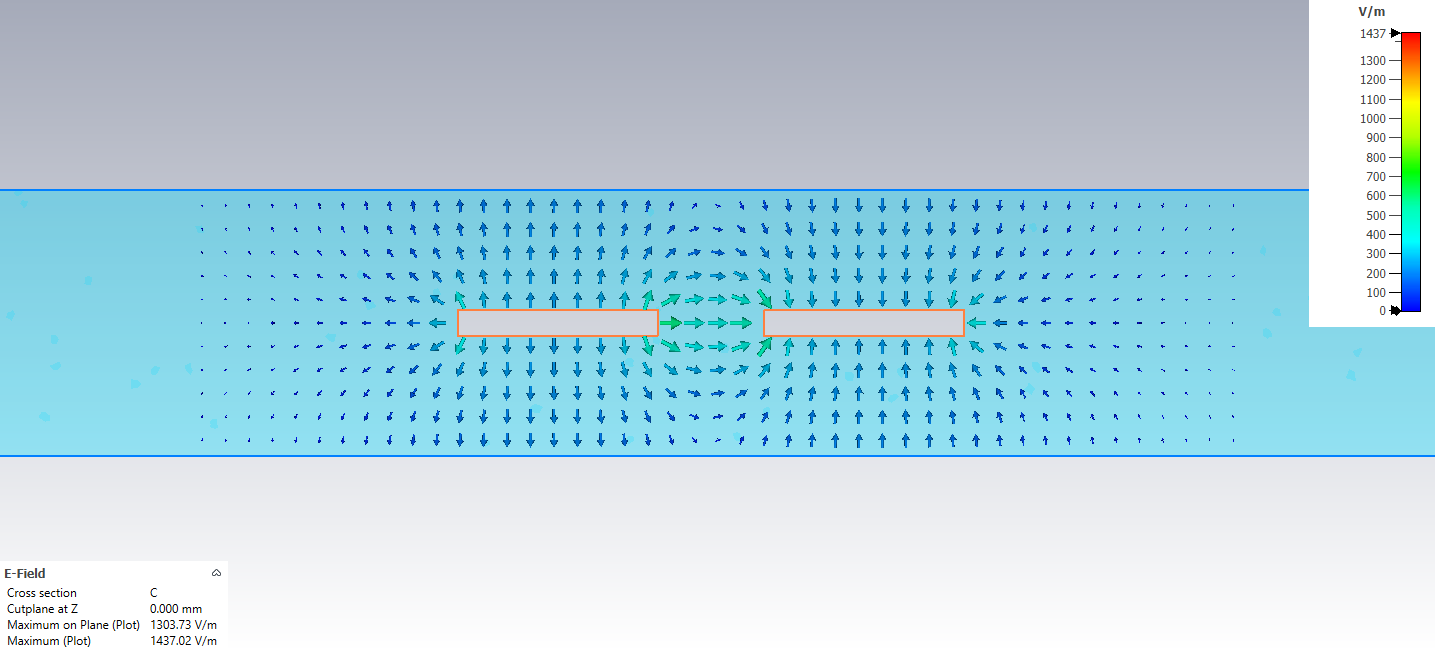 V/m
1437
1300
1200
1100
1000
900
800
700
600
500
400
300
200
100
0
E-Field
Cross section C
Cutplane at Z 0.000 mm
Maximum on Plane (Plot) 1303.73 V/m
Maximum (Plot) 1437.02 V/m